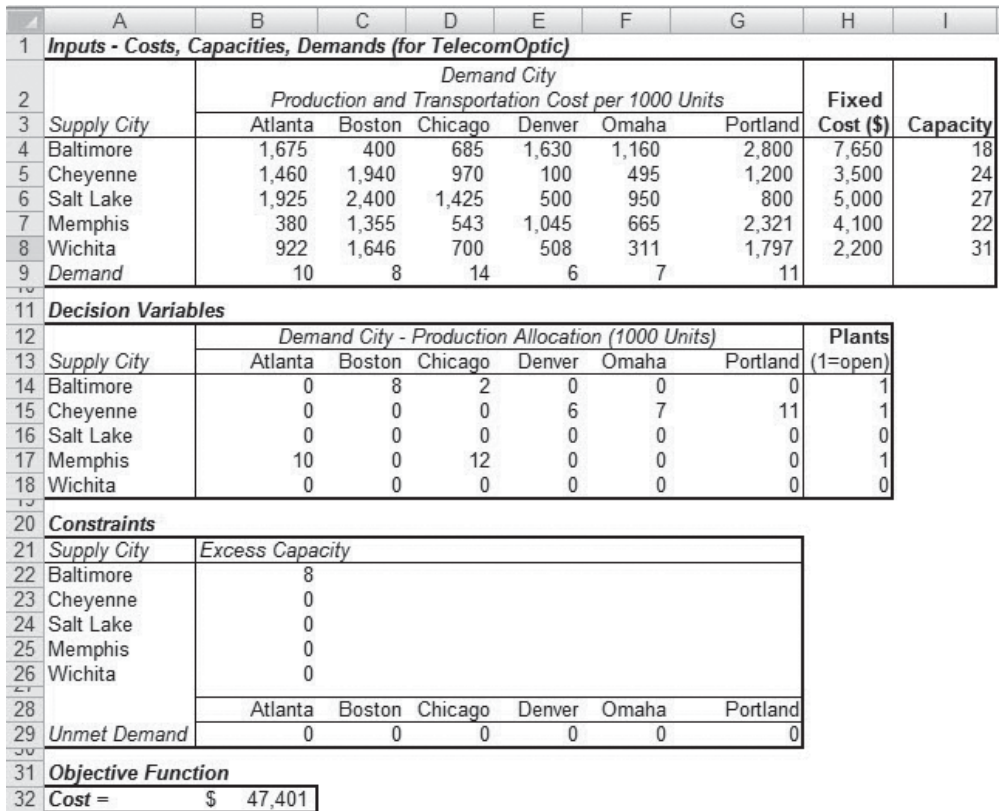 A B C D E F G H I
1 Inputs - Costs, Capacities, Demands (for TelecomOptic)
Demand City
2 Production and Transportation Cost per 1000 Units Fixed
3 Supply City Atlanta Boston Chicago Denver Omaha Portland Cost ($) Capacity
4 Baltimore 1,675 400 685 1,630 1,160 2,800 7,650 18
5 Cheyenne 1,460 1,940 970 100 495 1,200 3,500 24
6 Salt Lake 1,925 2,400 1,425 500 950 800 5,000 27
7 Memphis 380 1,355 543 1,045 665 2,321 4,100 22
8 Wichita 922 1,646 700 508 311 1,797 2,200 31
9 Demand 10 8 14 6 7 11
10
11 Decision Variables
12 Demand City - Production Allocation (1000 Units) Plants
13 Supply City Atlanta Boston Chicago Denver Omaha Portland (1=open)
14 Baltimore 0 8 2 0 0 0 1
15 Cheyenne 0 0 0 6 7 11 1
16 Salt Lake 0 0 0 0 0 0 0
17 Memphis 10 0 12 0 0 0 1
18 Wichita 0 0 0 0 0 0 0
19
20 Constraints
21 Supply City Excess Capacity
22 Baltimore 8
23 Cheyenne 0
24 Salt Lake 0
25 Memphis 0
26 Wichita 0
27
28 Atlanta Boston Chicago Denver Omaha Portland
29 Unmet Demand 0 0 0 0 0 0
30
31 Objective Function
32 Cost = $ 47,401